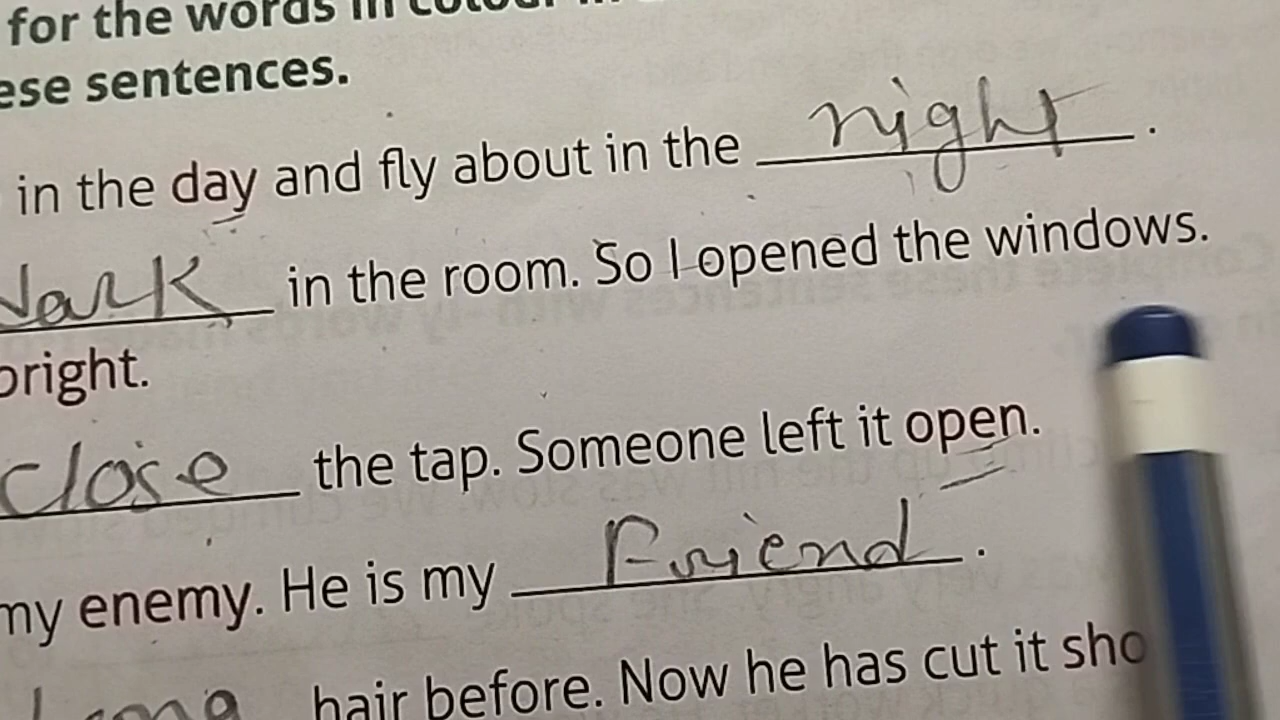 for the words in colour in
ese sentences.
in the day and fly about in the night.
dark in the room. So I opened the windows.
bright.
close the tap. Someone left it open.
my enemy. He is my Friend.
Long hair before. Now he has cut it sho